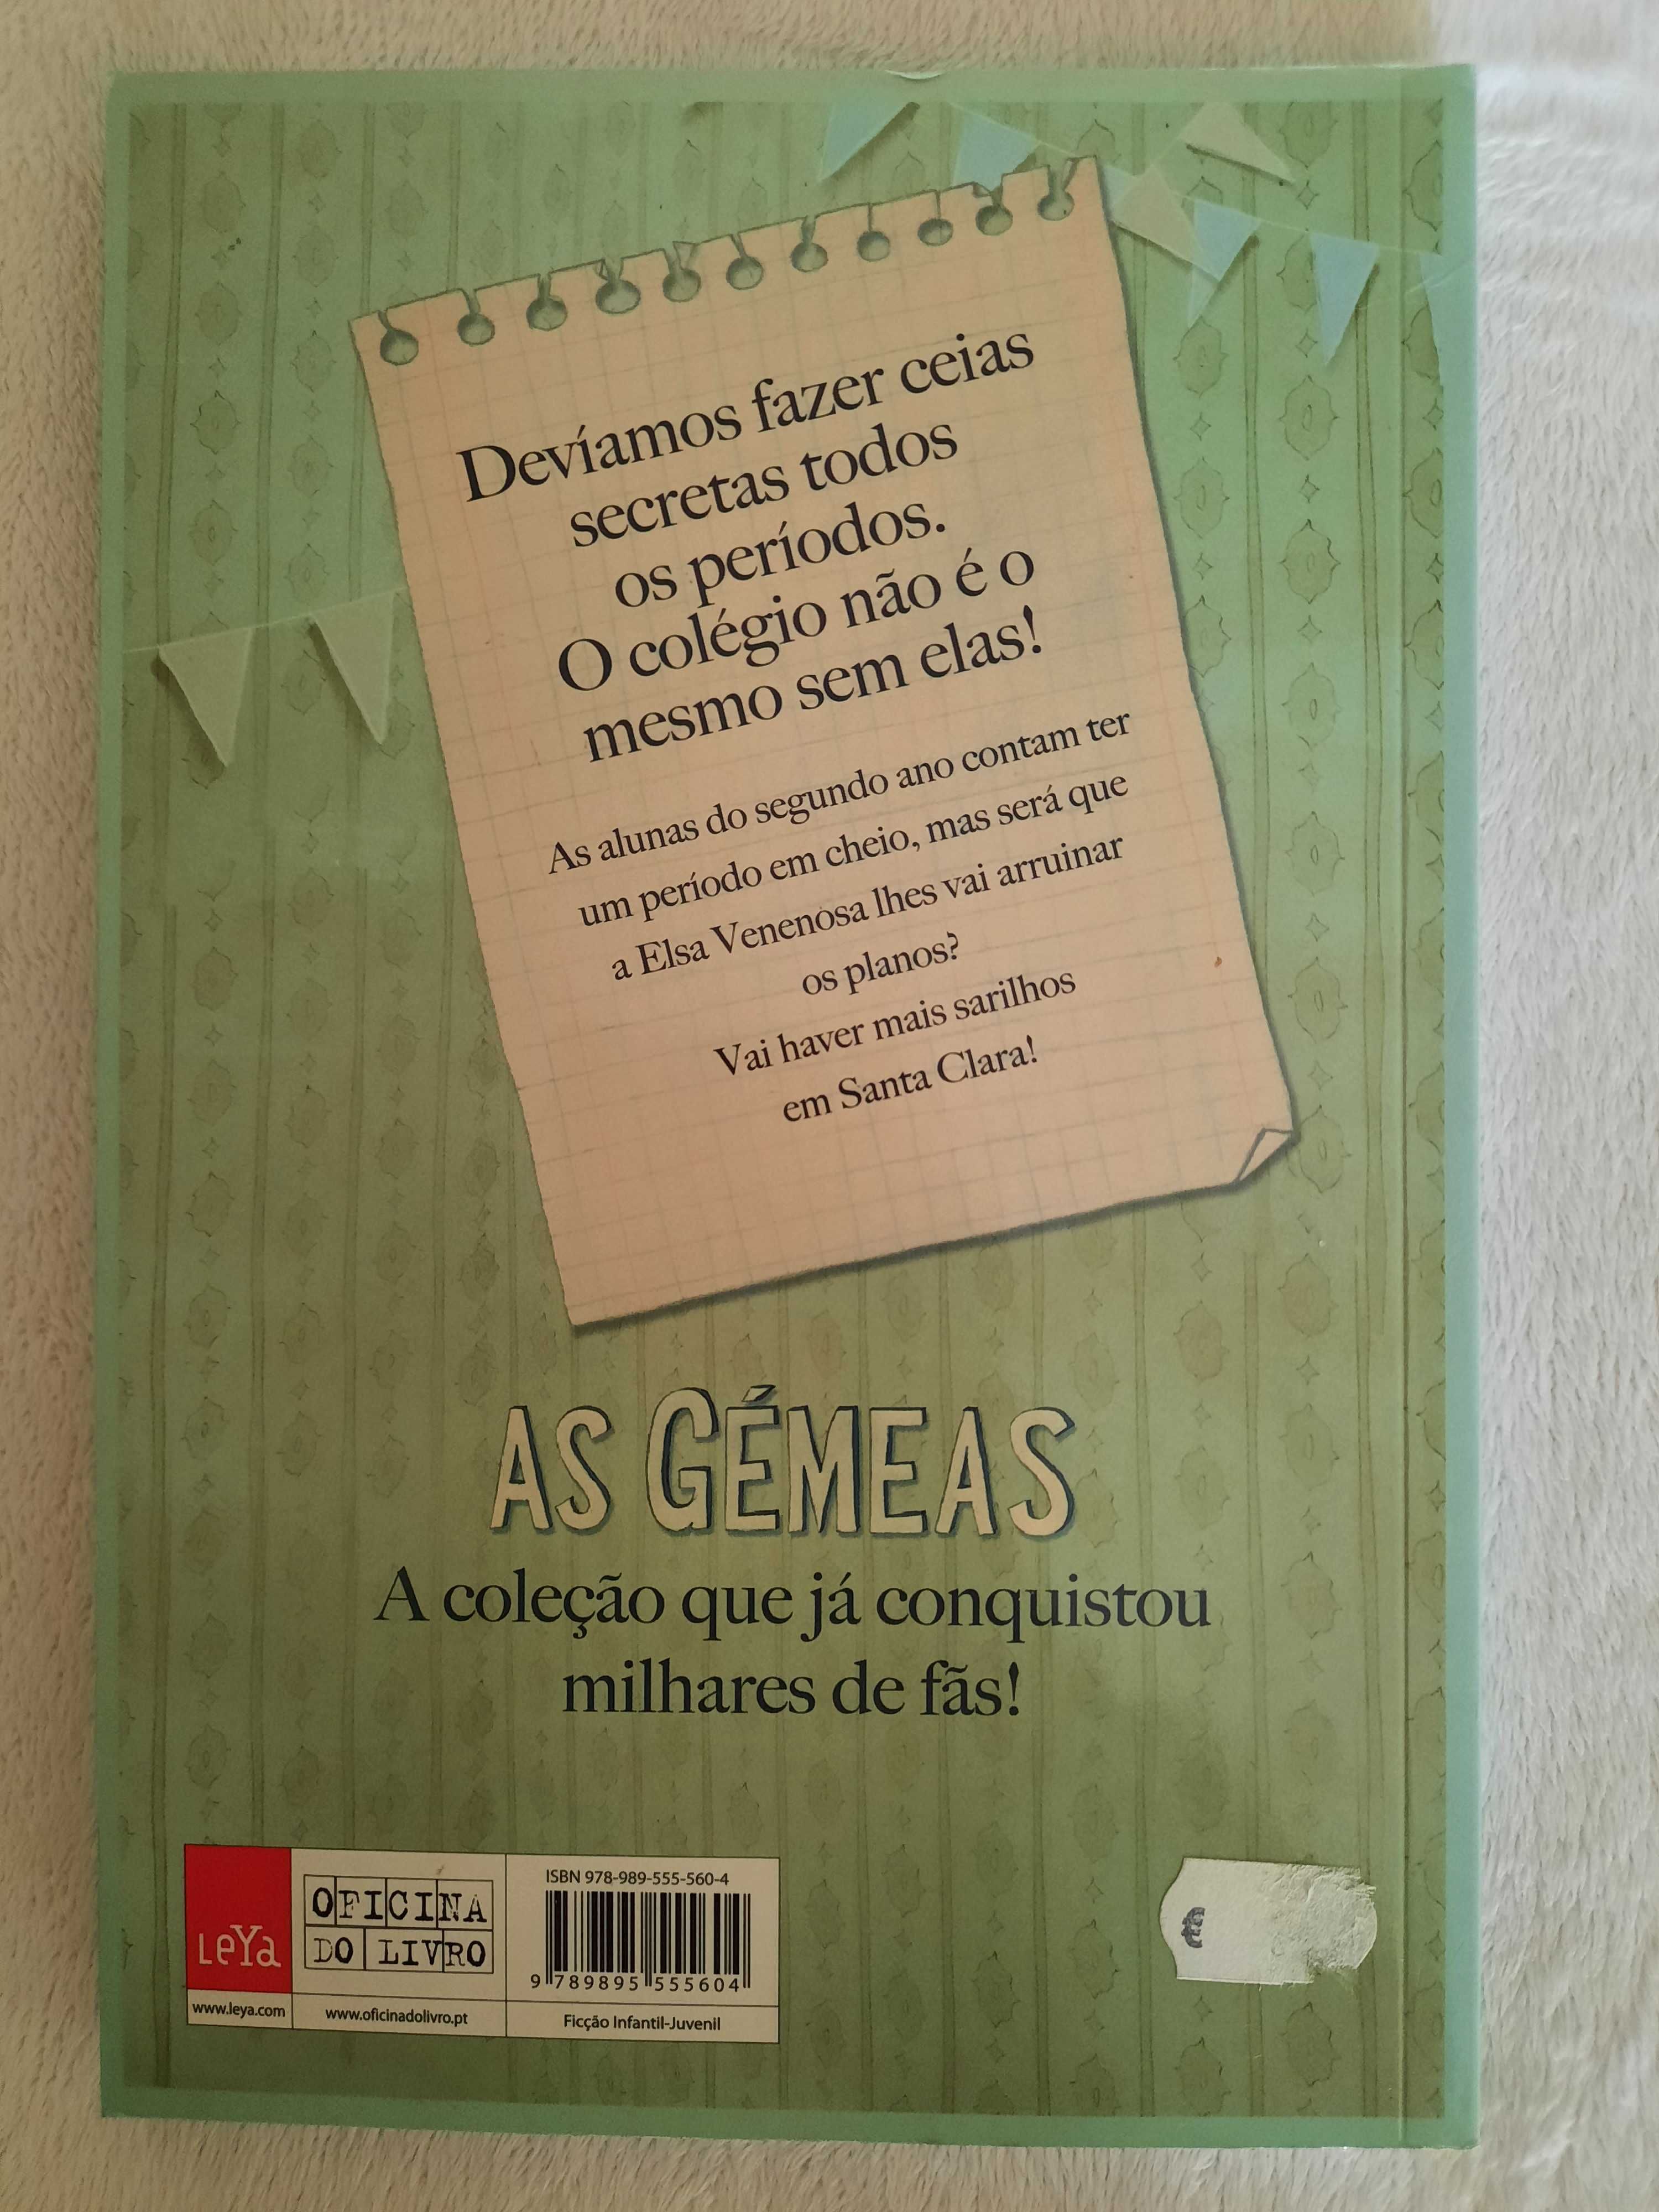 Devíamos fazer ceias
secretas todos
os períodos.
O colégio não é o
mesmo sem elas!
As alunas do segundo ano contam ter
um período em cheio, mas será que
a Elsa Venenosa lhes vai arruinar
os planos?
Vai haver mais sarilhos
em Santa Clara!
AS GÉMEAS
A coleção que já conquistou
milhares de fãs!
LeYa
www.leya.com
OFICINA
DO LIVRO
www.oficinadolivro.pt
ISBN 978-989-555-560-4
9 789895 555604
Ficção Infantil-Juvenil
€